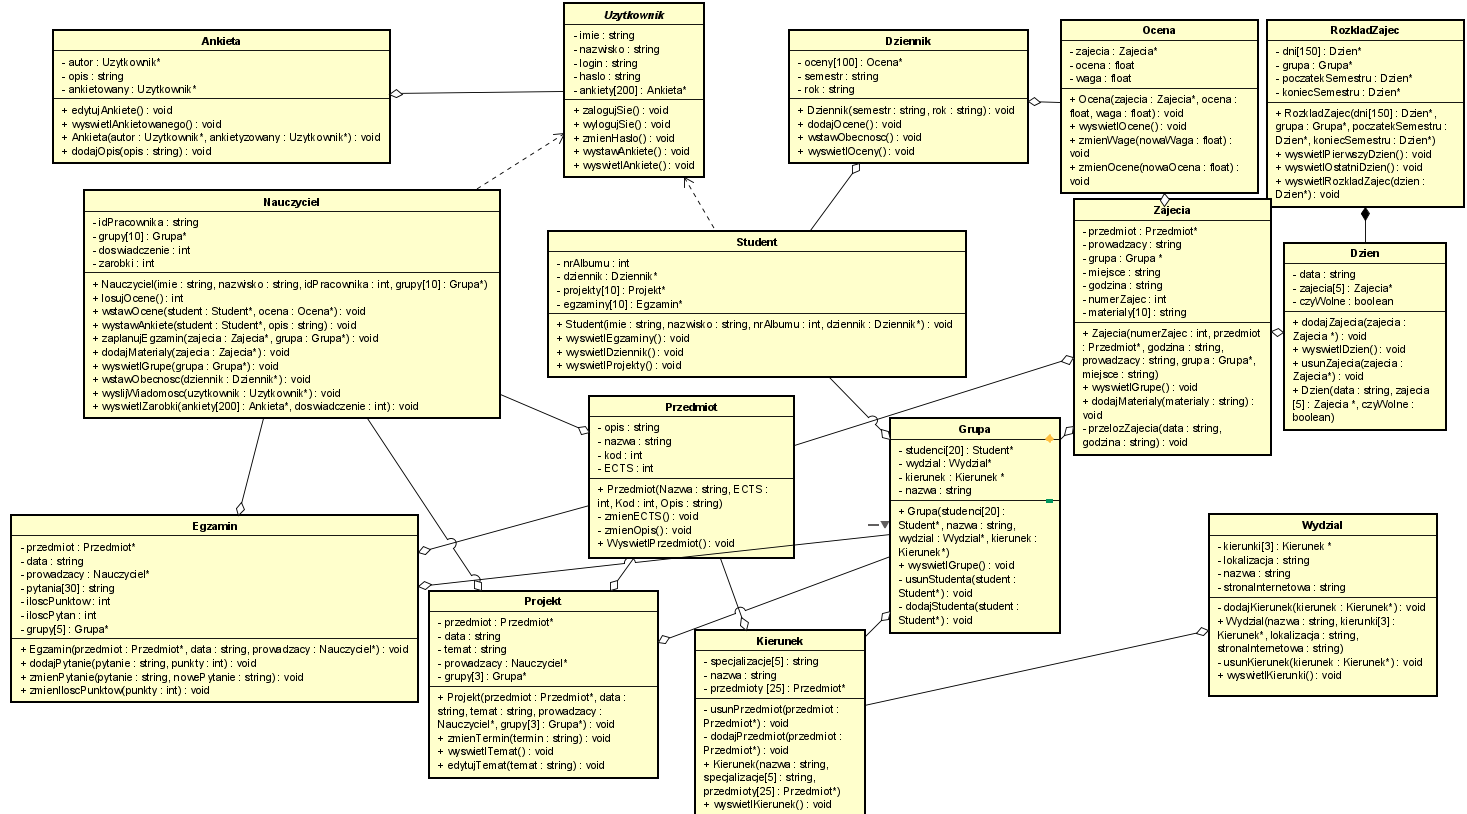 Ankieta
- autor : Uzytkownik*
- opis : string
- ankietowany : Uzytkownik*
+ edytujAnkiete() : void
+ wyswietlAnkietowanego() : void
+ Ankieta(autor : Uzytkownik*, ankietyzowany : Uzytkownik*) : void
+ dodajOpis(opis : string) : void
Uzytkownik
- imie : string
- nazwisko : string
- login : string
- haslo : string
- ankiety[200] : Ankieta*
+ zalogujSie() : void
+ wylogujSie() : void
+ zmienHaslo() : void
+ wystawAnkiete() : void
+ wyswietlAnkiete() : void
Dziennik
- oceny[100] : Ocena*
- semestr : string
- rok : string
+ Dziennik(semestr : string, rok : string) : void
+ dodajOcene() : void
+ wstawObecnosc() : void
+ wyswietlOceny() : void
Ocena
- zajecia : Zajecia*
- ocena : float
- waga : float
+ Ocena(zajecia : Zajecia*, ocena :
float, waga : float) : void
+ wyswietlOcene() : void
+ zmienWage(nowaWaga : float) :
void
+ zmienOcene(nowaOcena : float) :
void
RozkladZajec
- dni[150] : Dzien*
- grupa : Grupa*
- poczatekSemestru : Dzien*
- koniecSemestru : Dzien*
+ RozkladZajec(dni[150] : Dzien*,
grupa : Grupa*, poczatekSemestru :
Dzien*, koniecSemestru : Dzien*)
+ wyswietlPierwszyDzien() : void
+ wyswietlOstatniDzien() : void
+ wyswietlRozkladZajec(dzien :
Dzien*) : void
Nauczyciel
- idPracownika : string
- grupy[10] : Grupa*
- doswiadczenie : int
- zarobki : int
+ Nauczyciel(imie : string, nazwisko : string, idPracownika : int, grupy[10] : Grupa*)
+ losujOcene() : int
+ wstawOcene(student : Student*, ocena : Ocena*) : void
+ wystawAnkiete(student : Student*, opis : string) : void
+ zaplanujEgzamin(zajecia : Zajecia*, grupa : Grupa*) : void
+ dodajMaterialy(zajecia : Zajecia*) : void
+ wyswietlGrupe(grupa : Grupa*) : void
+ wstawObecnosc(dziennik : Dziennik*) : void
+ wyslijWiadomosc(uzytkownik : Uzytkownik*) : void
+ wyswietlZarobki(ankiety[200] : Ankieta*, doswiadczenie : int) : void
Student
- nrAlbumu : int
- dziennik : Dziennik*
- projekty[10] : Projekt*
- egzaminy[10] : Egzamin*
+ Student(imie : string, nazwisko : string, nrAlbumu : int, dziennik : Dziennik*) : void
+ wyswietlEgzaminy() : void
+ wyswietlDziennik() : void
+ wyswietlProjekty() : void
Zajecia
- przedmiot : Przedmiot*
- prowadzacy : string
- grupa : Grupa *
- miejsce : string
- godzina : string
- numerZajec : int
- materialy[10] : string
+ Zajecia(numerZajec : int, przedmiot
: Przedmiot*, godzina : string,
prowadzacy : string, grupa : Grupa*,
miejsce : string)
+ wyswietlGrupe() : void
+ dodajMaterialy(materialy : string) :
void
- przelozZajecia(data : string,
godzina : string) : void
Dzien
- data : string
- zajecia[5] : Zajecia*
- czyWolne : boolean
+ dodajZajecia(zajecia :
Zajecia *) : void
+ wyswietlDzien() : void
+ usunZajecia(zajecia :
Zajecia*) : void
+ Dzien(data : string, zajecia
[5] : Zajecia *, czyWolne :
boolean)
Przedmiot
- opis : string
- nazwa : string
- kod : int
- ECTS : int
+ Przedmiot(Nazwa : string, ECTS :
int, Kod : int, Opis : string)
- zmienECTS() : void
- zmienOpis() : void
+ WyswietlPrzedmiot() : void
Grupa
- studenci[20] : Student*
- wydzial : Wydzial*
- kierunek : Kierunek *
- nazwa : string
+ Grupa(studenci[20] :
Student*, nazwa : string,
wydzial : Wydzial*, kierunek :
Kierunek*)
+ wyswietlGrupe() : void
- usunStudenta(student :
Student*) : void
- dodajStudenta(student :
Student*) : void
Egzamin
- przedmiot : Przedmiot*
- data : string
- prowadzacy : Nauczyciel*
- pytania[30] : string
- iloscPunktow : int
- iloscPytan : int
- grupy[5] : Grupa*
+ Egzamin(przedmiot : Przedmiot*, data : string, prowadzacy : Nauczyciel*) : void
+ dodajPytanie(pytanie : string, punkty : int) : void
+ zmienPytanie(pytanie : string, nowePytanie : string) : void
+ zmienIloscPunktow(punkty : int) : void
Wydzial
- kierunki[3] : Kierunek *
- lokalizacja : string
- nazwa : string
- stronaInternetowa : string
- dodajKierunek(kierunek : Kierunek*) : void
+ Wydzial(nazwa : string, kierunki[3] :
Kierunek*, lokalizacja : string,
stronaInternetowa : string)
- usunKierunek(kierunek : Kierunek*) : void
+ wyswietlKierunki() : void
Projekt
- przedmiot : Przedmiot*
- data : string
- temat : string
- prowadzacy : Nauczyciel*
- grupy[3] : Grupa*
+ Projekt(przedmiot : Przedmiot*, data :
string, temat : string, prowadzacy :
Nauczyciel*, grupy[3] : Grupa*) : void
+ zmienTermin(termin : string) : void
+ wyswietlTemat() : void
+ edytujTemat(temat : string) : void
Kierunek
- specjalizacje[5] : string
- nazwa : string
- przedmioty [25] : Przedmiot*
- usunPrzedmiot(przedmiot :
Przedmiot*) : void
- dodajPrzedmiot(przedmiot :
Przedmiot*) : void
+ Kierunek(nazwa : string,
specjalizacje[5] : string,
przedmioty[25] : Przedmiot*)
+ wyswietlKierunek() : void